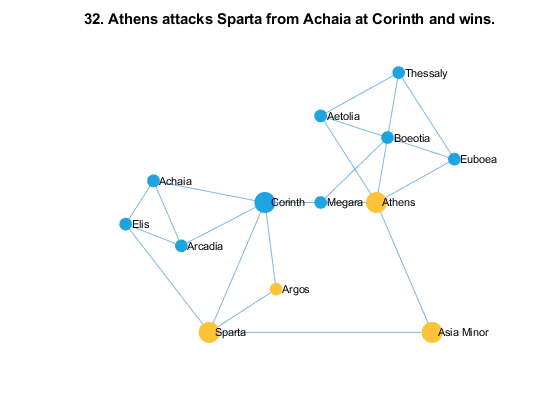 32. Athens attacks Sparta from Achaia at Corinth and wins.
Thessaly
Aetolia
Boeotia
Euboea
Achaia
Corinth
Megara
Athens
Elis
Arcadia
Argos
Sparta
Asia Minor